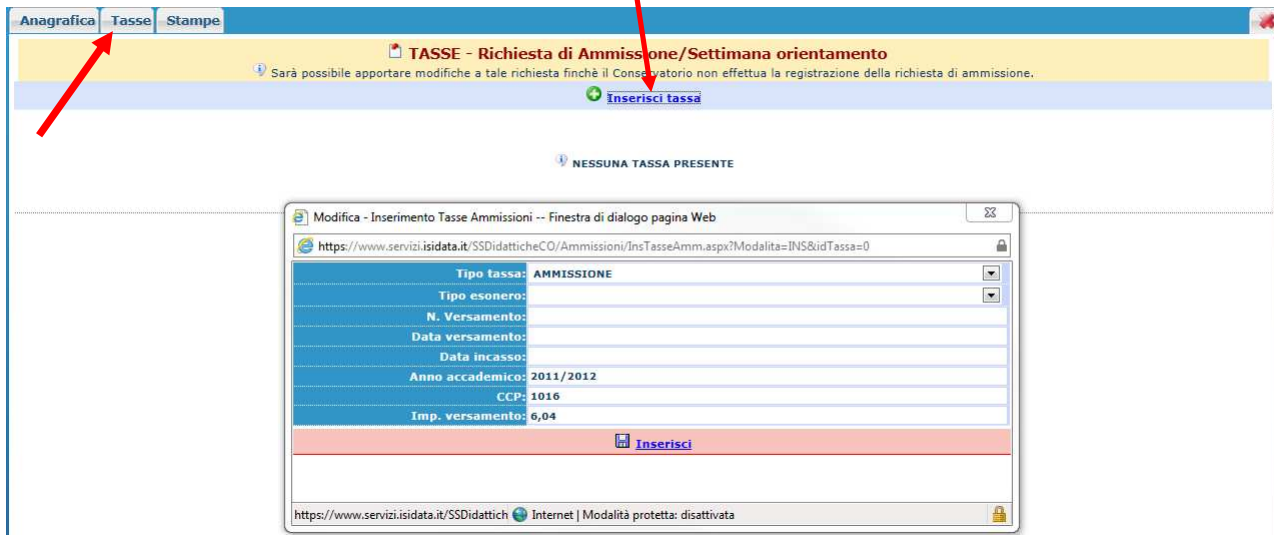 Anagrafica Tasse Stampe
TASSE - Richiesta di Ammissione/Settimana orientamento
Sarà possibile apportare modifiche a tale richiesta finchè il Conservatorio non effettua la registrazione della richiesta di ammissione.
Inserisci tassa
NESSUNA TASSA PRESENTE
Modifica - Inserimento Tasse Ammissioni -- Finestra di dialogo pagina Web
https://www.servizi.isidata.it/SSDidatticheCO/Ammissioni/InsTasseAmm.aspx?Modalita=INS&idTassa=0
Tipo tassa: AMMISSIONE
Tipo esonero:
N. Versamento:
Data versamento:
Data incasso:
Anno accademico: 2011/2012
CCP: 1016
Imp. versamento: 6,04
Inserisci
https://www.servizi.isidata.it/SSDidattich Internet | Modalità protetta: disattivata